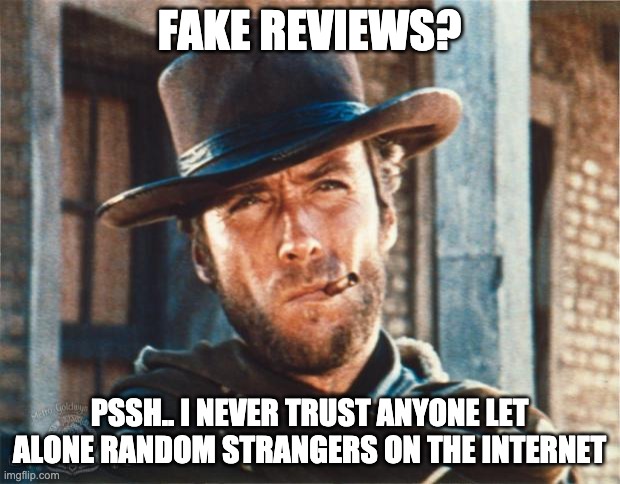 FAKE REVIEWS?
PSSH.. I NEVER TRUST ANYONE LET
ALONE RANDOM STRANGERS ON THE INTERNET
imgflip.com